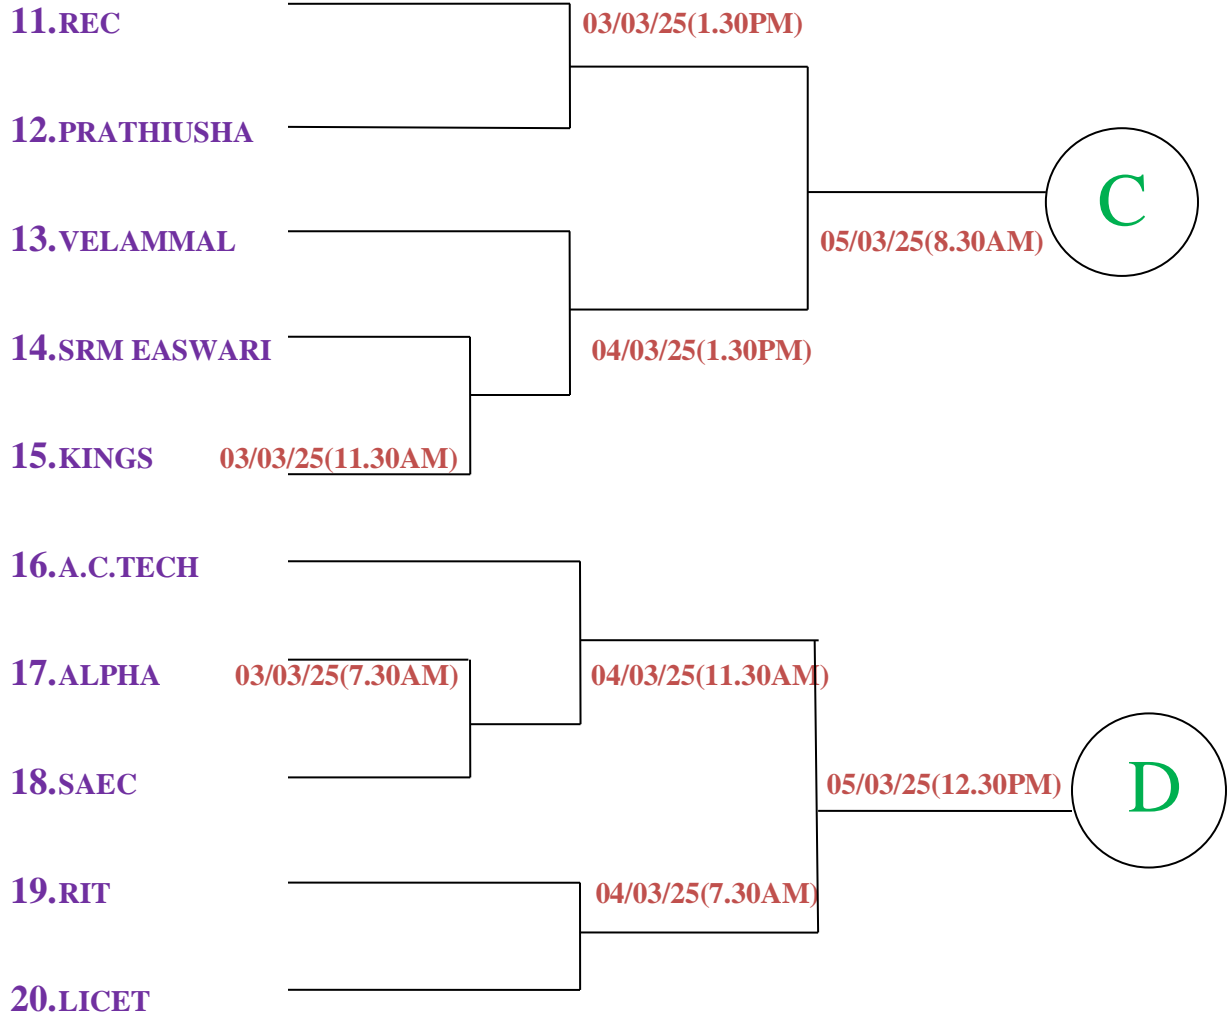 11.REC
03/03/25(1.30PM)
12.PRATHIUSHA
C
13.VELAMMAL
05/03/25(8.30AM)
14.SRM EASWARI
04/03/25(1.30PM)
15.KINGS 03/03/25(11.30AM)
16.A.C.TECH
17.ALPHA 03/03/25(7.30AM)
04/03/25(11.30AM)
18.SAEC
05/03/25(12.30PM)
D
19.RIT
04/03/25(7.30AM)
20.LICET